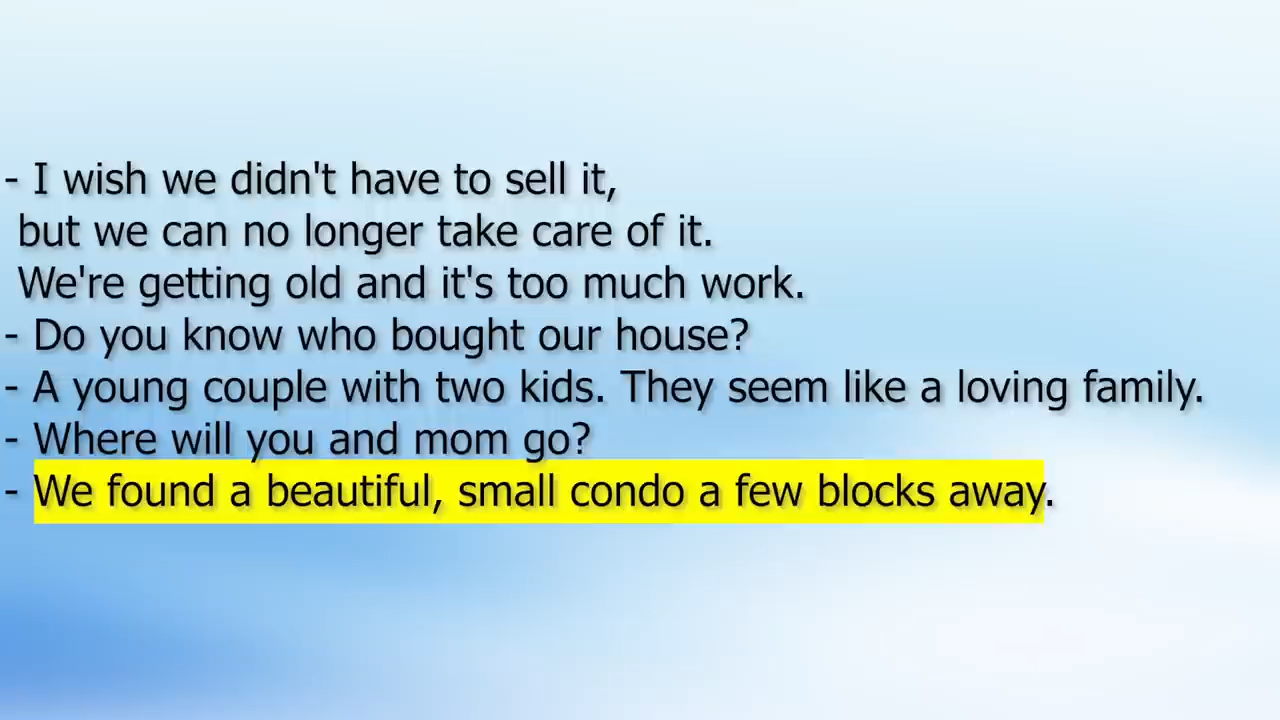 - I wish we didn't have to sell it,
but we can no longer take care of it.
We're getting old and it's too much work.
- Do you know who bought our house?
- A young couple with two kids. They seem like a loving family.
- Where will you and mom go?
- We found a beautiful, small condo a few blocks away.